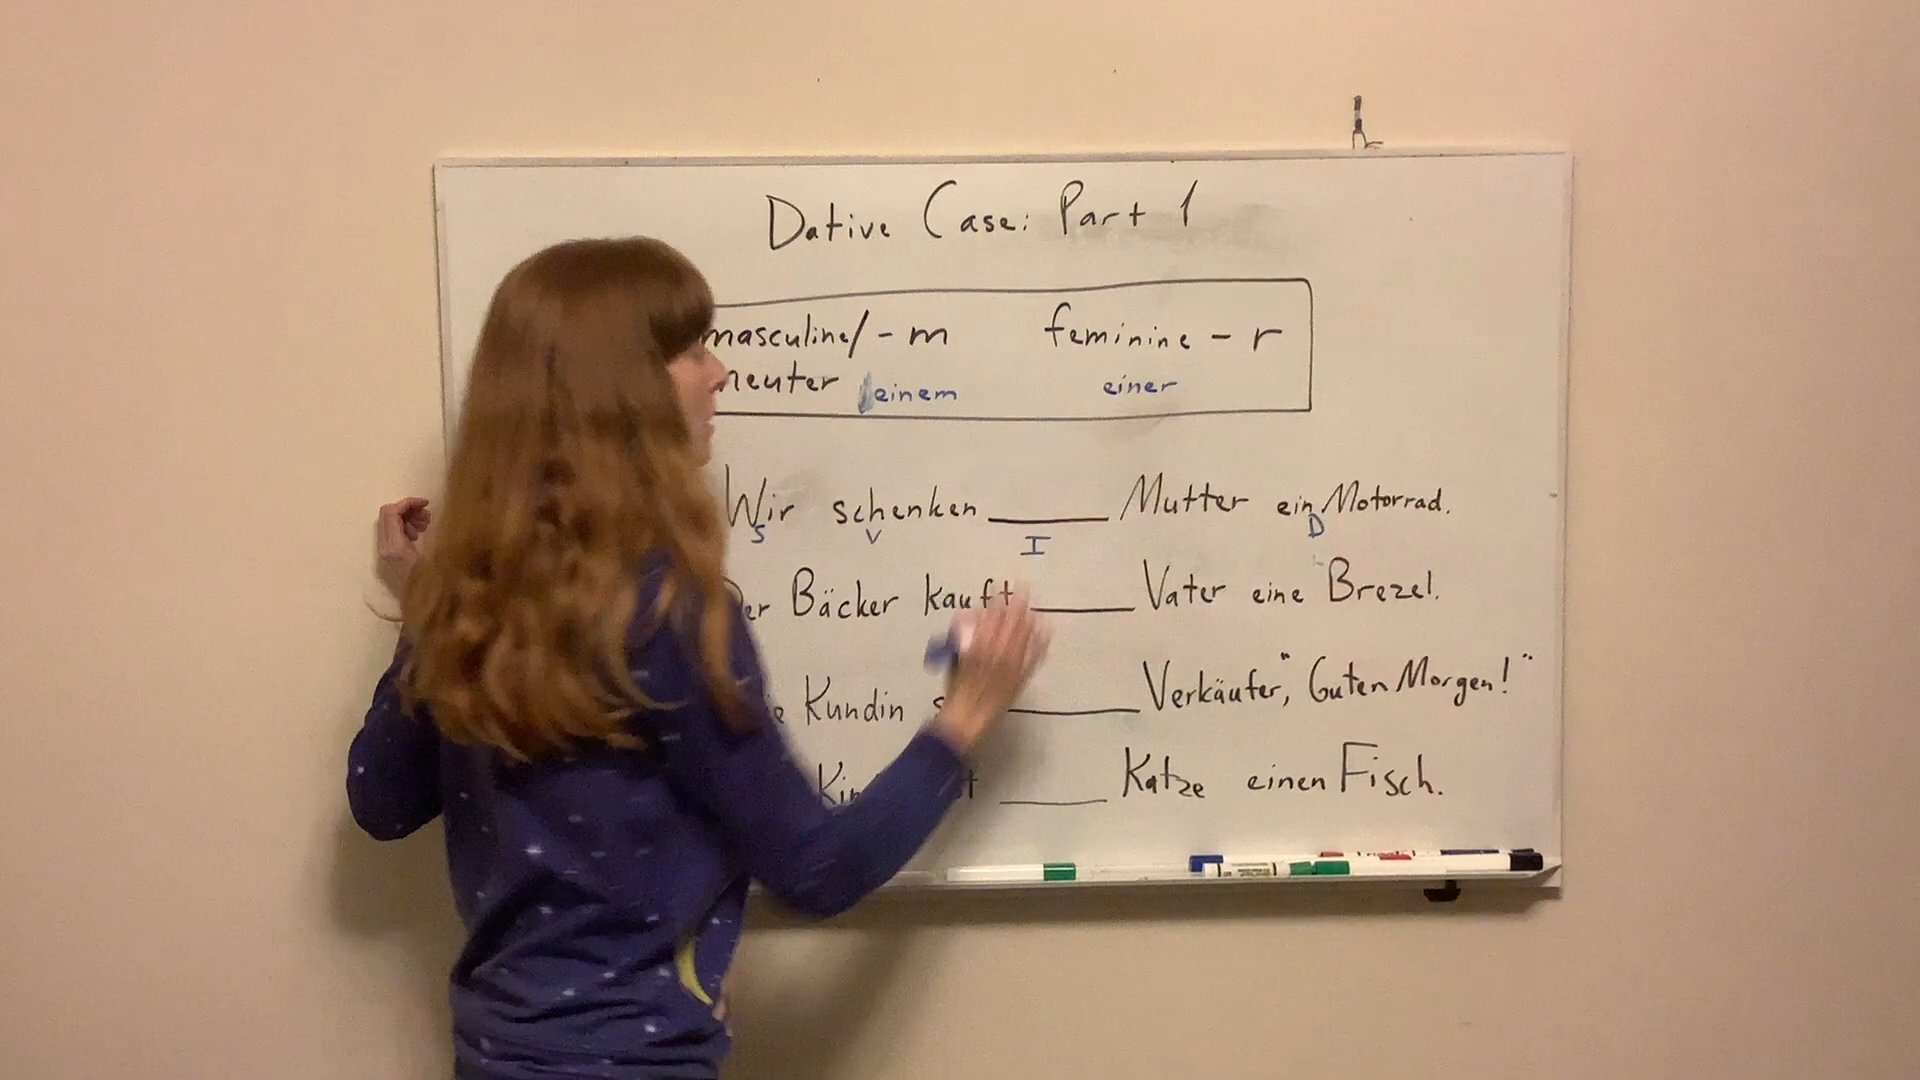 Dative Case: Part 1
masculine/ - m feminine - r
neuter einem einer
Wir schenken ____ Mutter ein Motorrad.
S V I D
Bäcker kauft ____ Vater eine Brezel.
Kundin ____ Verkäufer, "Guten Morgen!"
____ Katze einen Fisch.